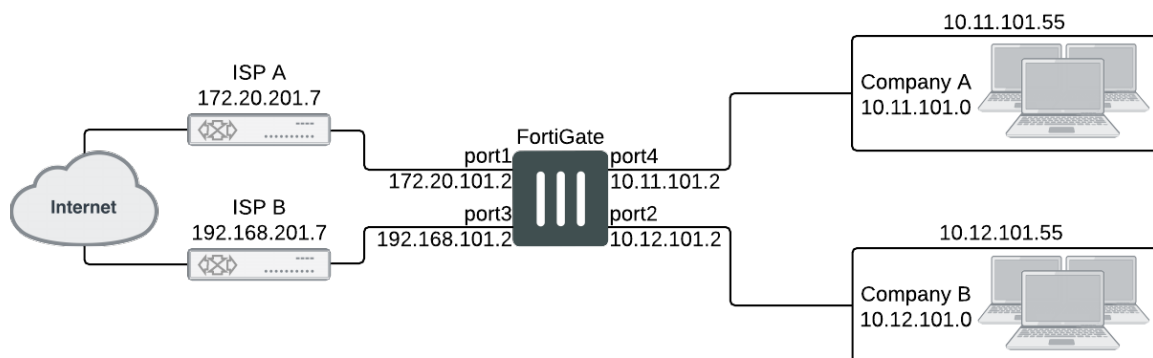 ISP A
172.20.201.7
Internet
ISP B
192.168.201.7
FortiGate
port1
172.20.101.2
port3
192.168.101.2
port4
10.11.101.2
port2
10.12.101.2
10.11.101.55
Company A
10.11.101.0
10.12.101.55
Company B
10.12.101.0